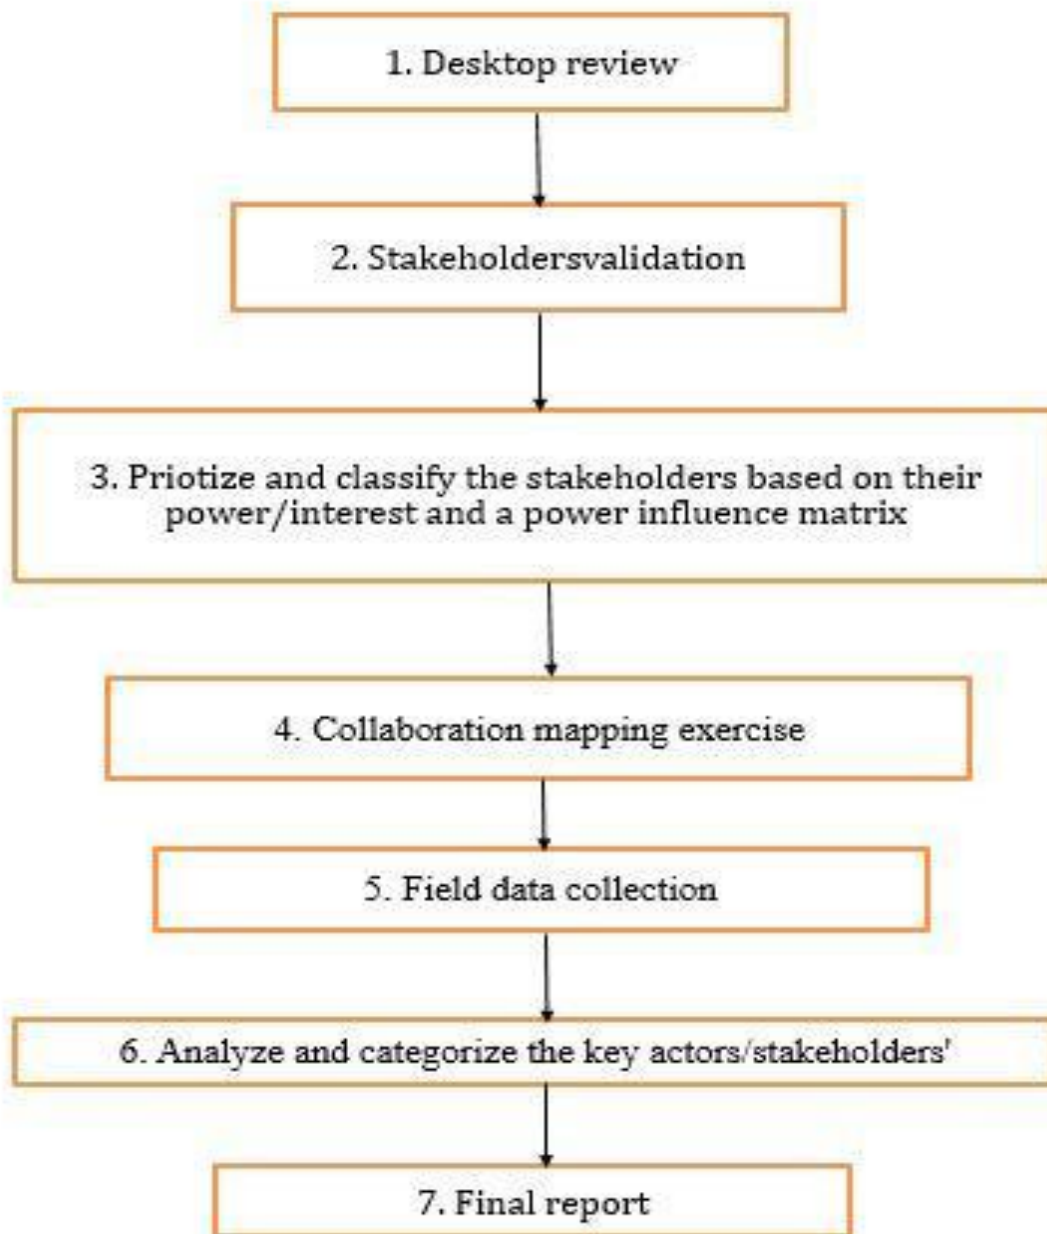 1. Desktop review
2. Stakeholdersvalidation
3. Priotize and classify the stakeholders based on their
power/interest and a power influence matrix
4. Collaboration mapping exercise
5. Field data collection
6. Analyze and categorize the key actors/stakeholders'
7. Final report